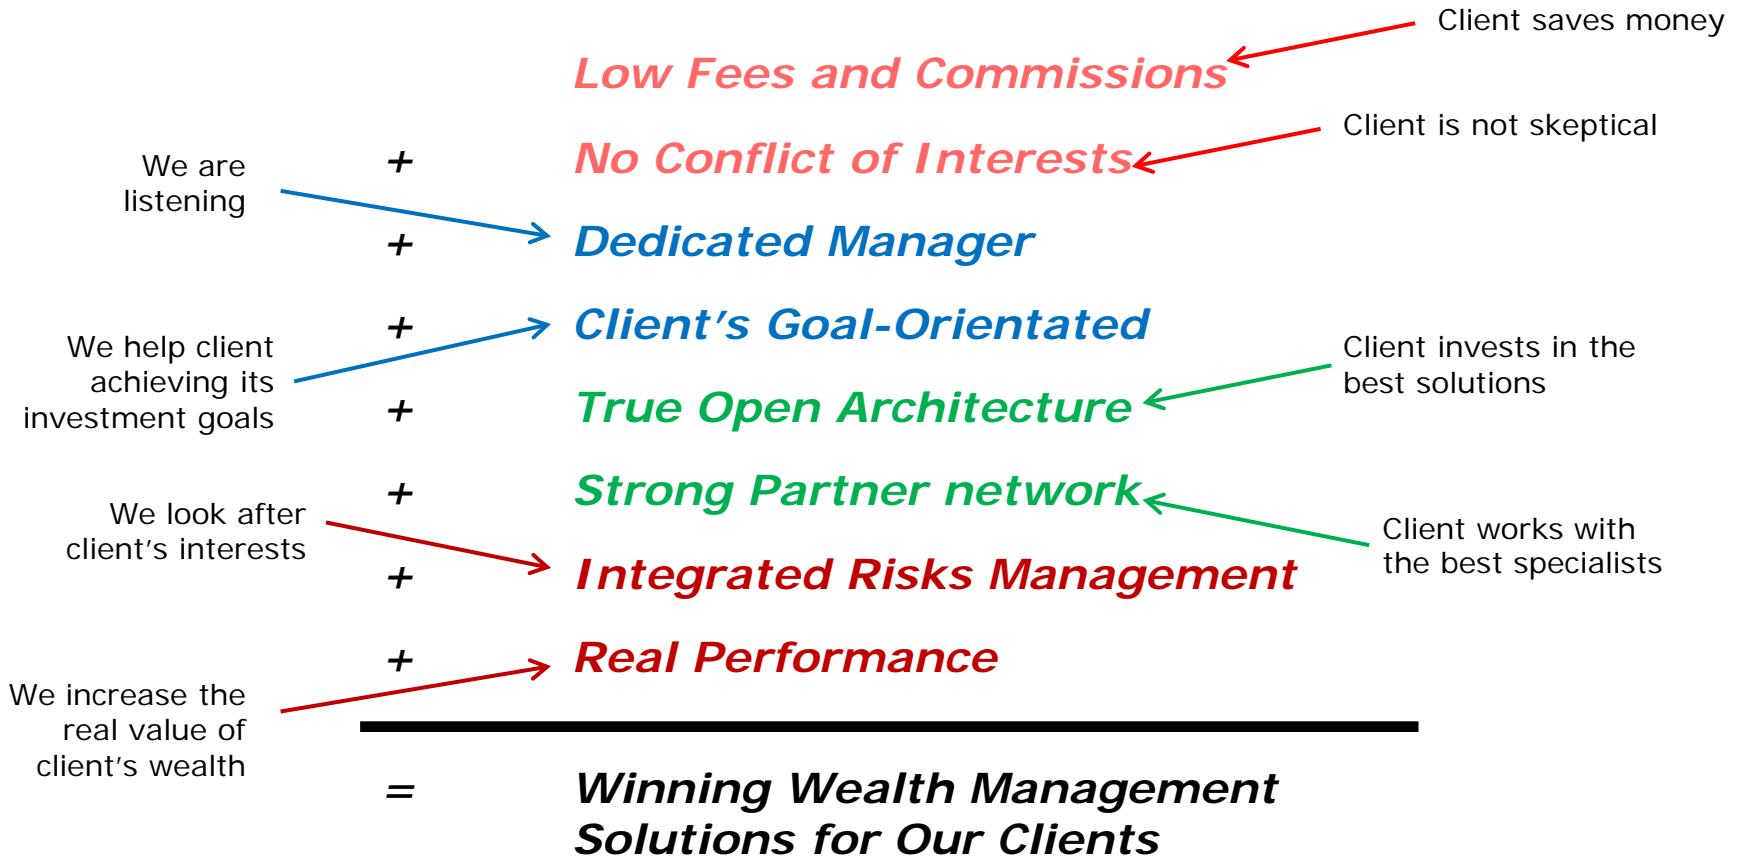 Client saves money
Low Fees and Commissions
Client is not skeptical
+ No Conflict of Interests
We are
listening
+ Dedicated Manager
+ Client's Goal-Orientated
We help client
achieving its
investment goals
Client invests in the
best solutions
+ True Open Architecture
+ Strong Partner network
We look after
client's interests
Client works with
the best specialists
+ Integrated Risks Management
+ Real Performance
We increase the
real value of
client's wealth
= Winning Wealth Management
Solutions for Our Clients